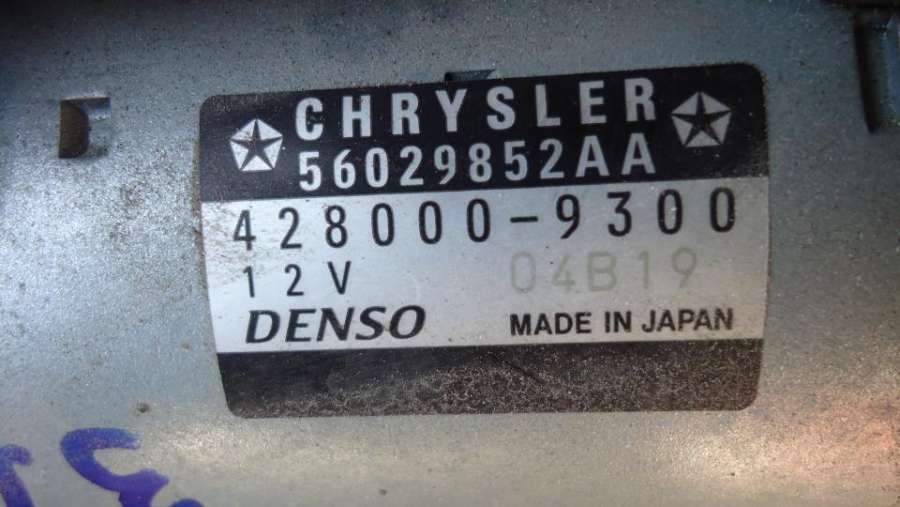 CHRYSLER
56029852AA
428000-9300
12V 04B19
DENSO MADE IN JAPAN